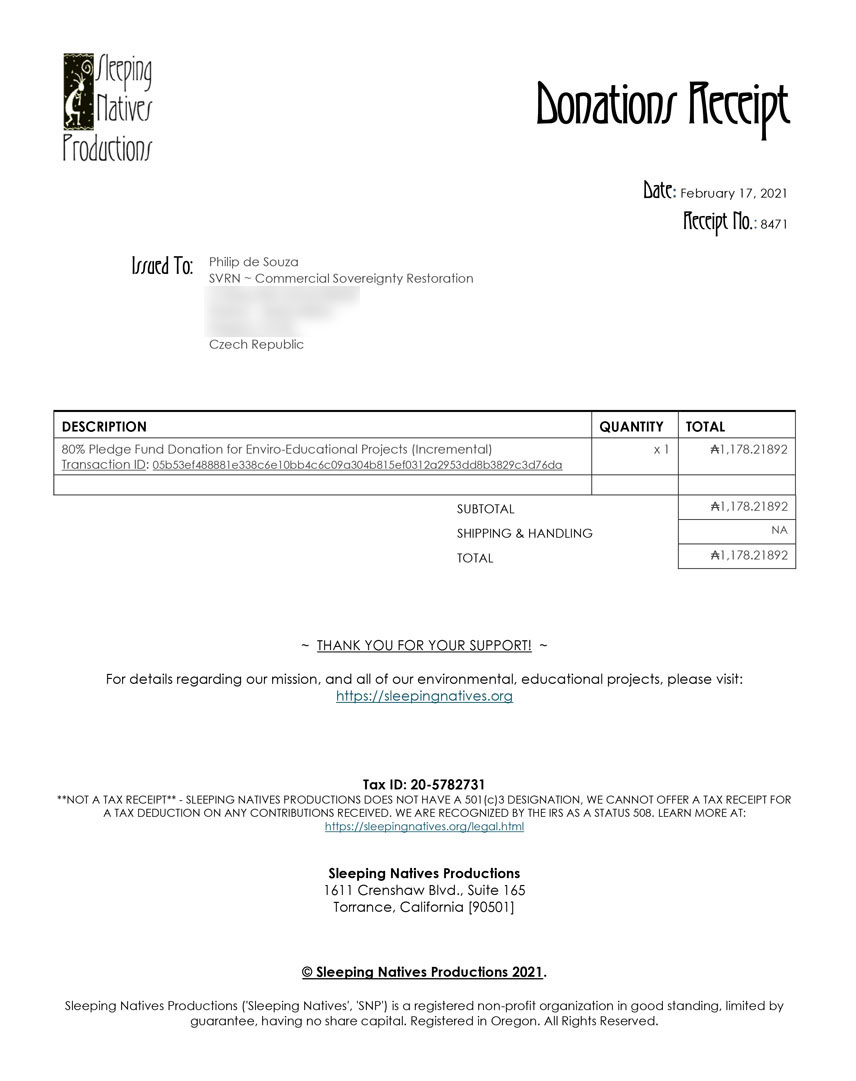 Sleeping
Natives
Productions
Donations Receipt
Date: February 17, 2021
Receipt No.: 8471
Issued To: Philip de Souza
SVRN ~ Commercial Sovereignty Restoration
Czech Republic
DESCRIPTION QUANTITY TOTAL
80% Pledge Fund Donation for Enviro-Educational Projects (Incremental) x 1 ₳1,178.21892
Transaction ID: 05b53ef488881e338c6e10bb4c6c09a304b815ef0312a2953dd8b3829c3d76da
SUBTOTAL ₳1,178.21892
SHIPPING & HANDLING NA
TOTAL ₳1,178.21892
~ THANK YOU FOR YOUR SUPPORT! ~
For details regarding our mission, and all of our environmental, educational projects, please visit:
https://sleepingnatives.org
Tax ID: 20-5782731
**NOT A TAX RECEIPT** - SLEEPING NATIVES PRODUCTIONS DOES NOT HAVE A 501(c)3 DESIGNATION, WE CANNOT OFFER A TAX RECEIPT FOR
A TAX DEDUCTION ON ANY CONTRIBUTIONS RECEIVED. WE ARE RECOGNIZED BY THE IRS AS A STATUS 508. LEARN MORE AT:
https://sleepingnatives.org/legal.html
Sleeping Natives Productions
1611 Crenshaw Blvd., Suite 165
Torrance, California [90501]
© Sleeping Natives Productions 2021.
Sleeping Natives Productions ('Sleeping Natives', 'SNP') is a registered non-profit organization in good standing, limited by
guarantee, having no share capital. Registered in Oregon. All Rights Reserved.